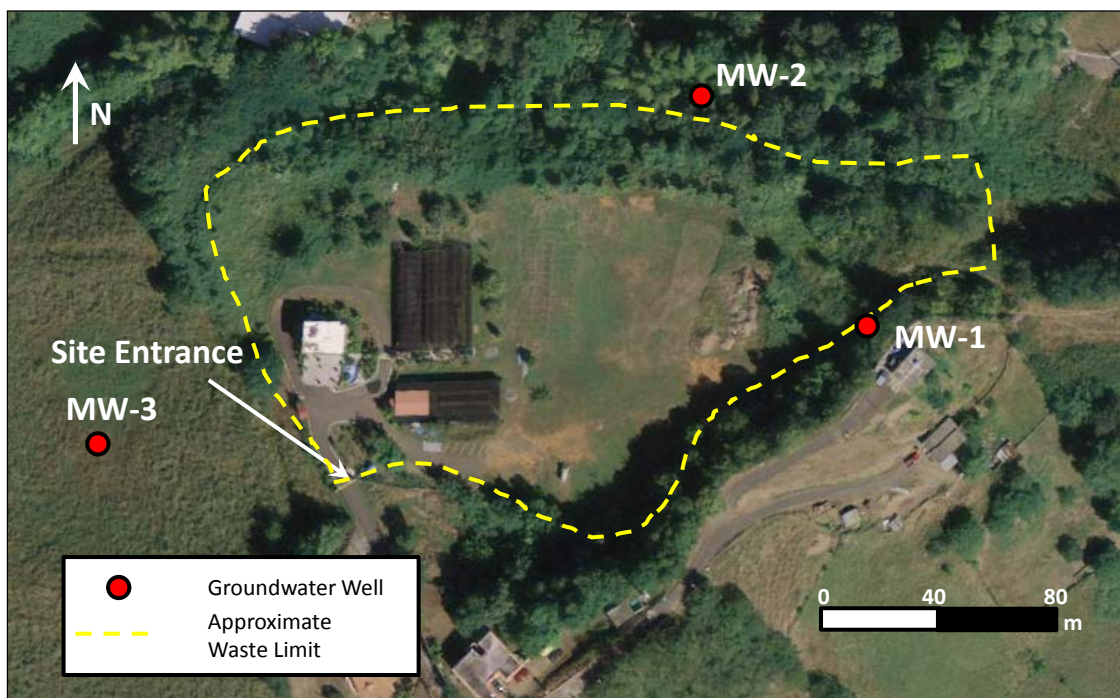 N
MW-2
MW-1
Site Entrance
MW-3
Groundwater Well
Approximate
Waste Limit
0 40 80
m